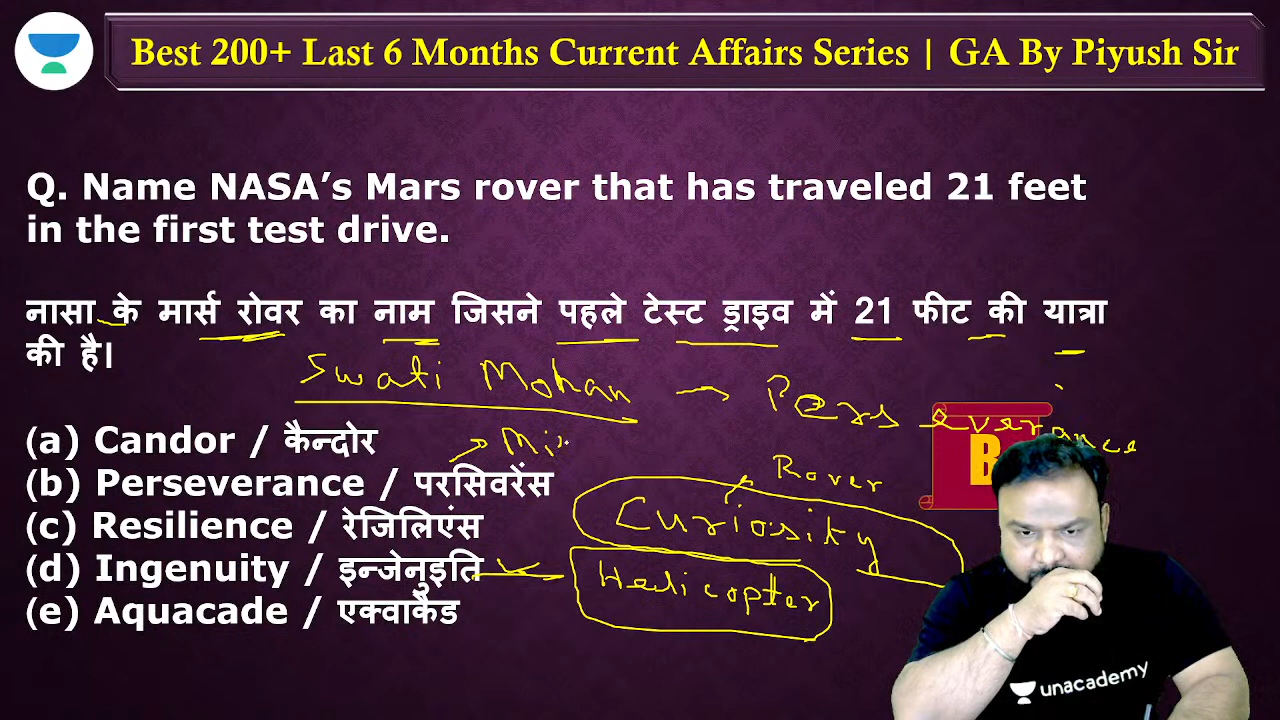 Best 200+ Last 6 Months Current Affairs Series | GA By Piyush Sir
Q. Name NASA's Mars rover that has traveled 21 feet
in the first test drive.
नासा के मार्स रोवर का नाम जिसने पहले टेस्ट ड्राइव में 21 फीट की यात्रा
की है।
Swati Mohan → Perseverance
(a) Candor / कैन्दोर
→ Mis
B
(b) Perseverance / परसिवरेंस
Rover
(c) Resilience / रेजिलिएंस
Curiosity
(d) Ingenuity / इन्जेनुइति
Helicopter
(e) Aquacade / एक्वाकैड
unacademy